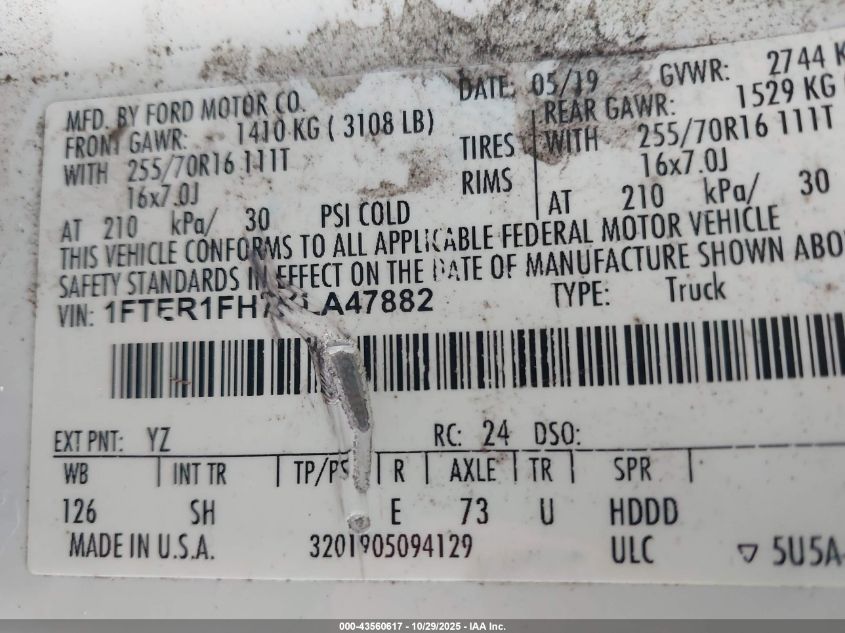 MFD. BY FORD MOTOR CO. DATE: 05/19 GVWR: 2744 K
FRONT GAWR: 1410 KG ( 3108 LB) REAR GAWR: 1529 KG
WITH 255/70R16 111T TIRES WITH 255/70R16 111T
16x7.0J RIMS 16x7.0J
AT 210 kPa/ 30 PSI COLD AT 210 kPa/ 30
THIS VEHICLE CONFORMS TO ALL APPLICABLE FEDERAL MOTOR VEHICLE
SAFETY STANDARDS IN EFFECT ON THE DATE OF MANUFACTURE SHOWN ABO
VIN: TYPE: Truck
EXT PNT: YZ RC: 24 DSO:
WB INT TR TP/PS R AXLE TR SPR
126 SH E 73 U HDDD
MADE IN U.S.A. 3201905094129 ULC 5U5A-
000-43560617 - 10/29/2025 - IAA Inc.